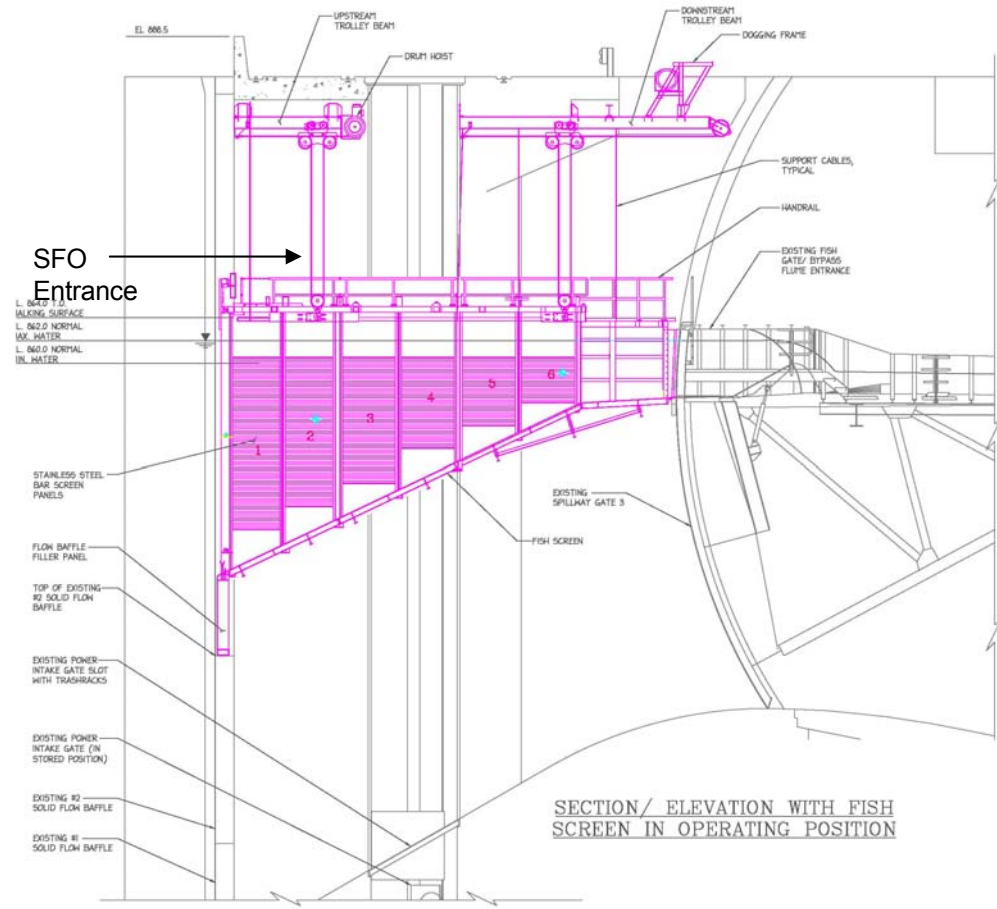 EL 888.5
UPSTREAM
TROLLEY BEAM
DRUM HOIST
DOWNSTREAM
TROLLEY BEAM
DOGGING FRAME
SUPPORT CABLES,
TYPICAL
HANDRAIL
EXISTING FISH
GATE/ BYPASS
FLUME ENTRANCE
SFO
Entrance
L. 864.0 T.O.
ALKING SURFACE
L. 862.0 NORMAL
AX. WATER
L. 860.0 NORMAL
IN. WATER
1
2
3
4
5
6
STAINLESS STEEL
BAR SCREEN
PANELS
EXISTING
SPILLWAY GATE 3
FISH SCREEN
FLOW BAFFLE
FILLER PANEL
TOP OF EXISTING
#2 SOLID FLOW
BAFFLE
EXISTING POWER
INTAKE GATE SLOT
WITH TRASHRACKS
EXISTING POWER
INTAKE GATE (IN
STORED POSITION)
EXISTING #2
SOLID FLOW BAFFLE
EXISTING #1
SOLID FLOW BAFFLE
SECTION/ ELEVATION WITH FISH
SCREEN IN OPERATING POSITION